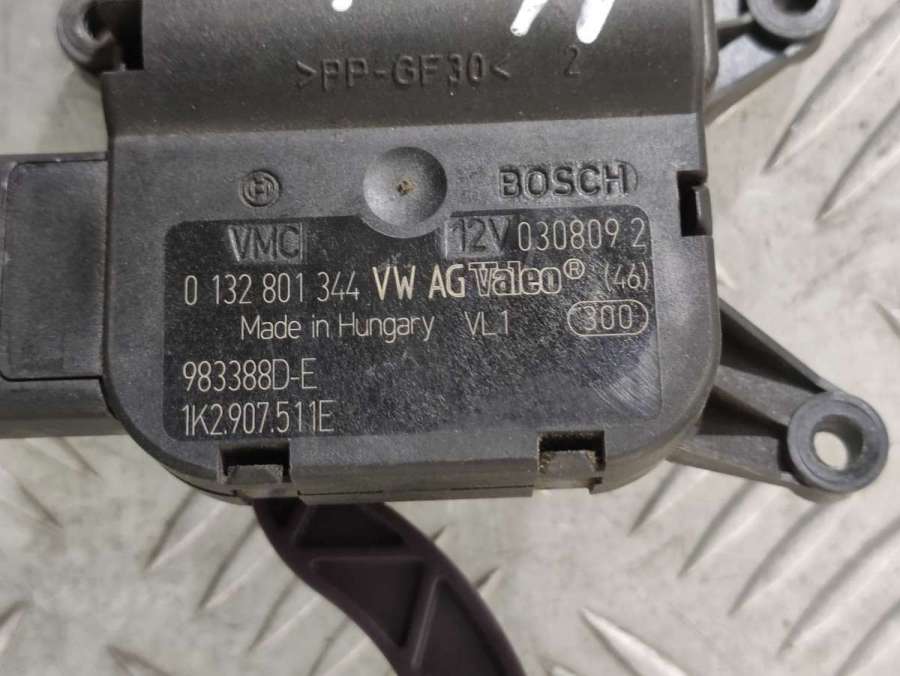 >PP-GF30< 2
BOSCH
VMC 12V 030809 2
0 132 801 344 VW AG Valeo® (46)
Made in Hungary VL1 300
983388D-E
1K2.907.511E